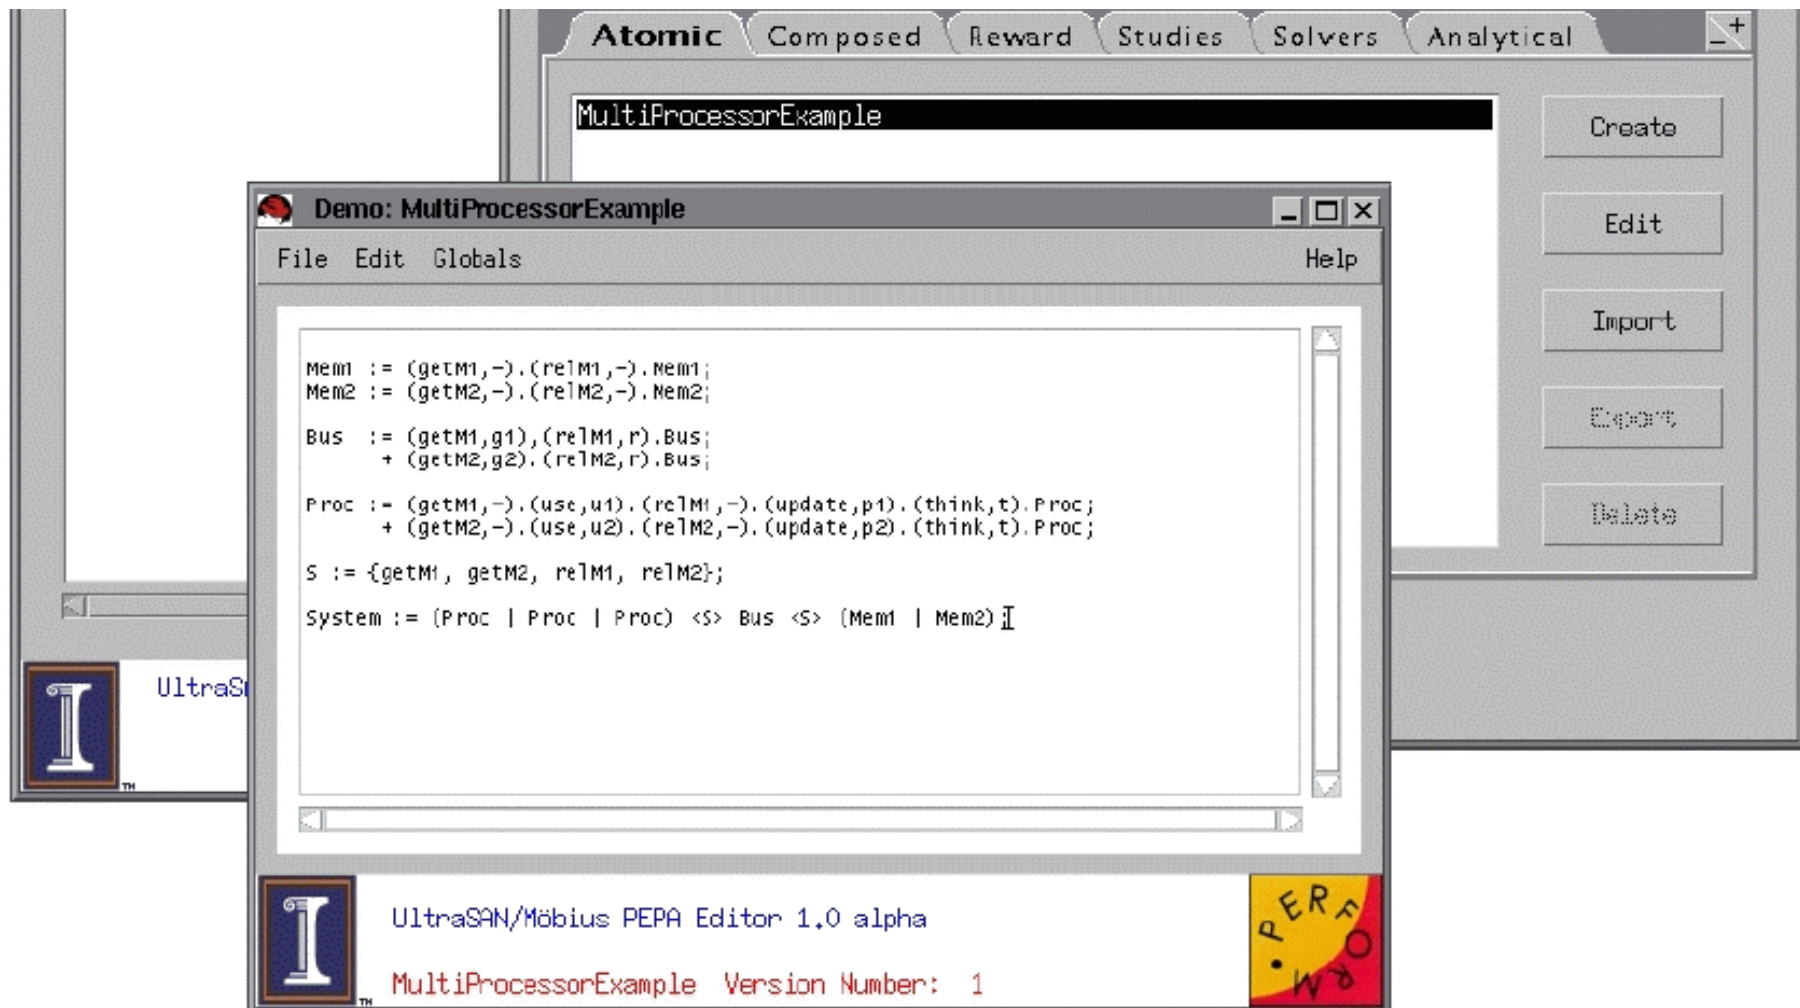 Atomic Composed Reward Studies Solvers Analytical
MultiProcessorExample
Create
Edit
Import
Export
Delete
Demo: MultiProcessorExample
File Edit Globals Help
Mem1 := (getM1,-).(relM1,-).Mem1;
Mem2 := (getM2,-).(relM2,-).Mem2;
Bus := (getM1,g1),(relM1,r).Bus;
+ (getM2,g2).(relM2,r).Bus;
Proc := (getM1,-).(use,u1).(relM1,-).(update,p1).(think,t).Proc;
+ (getM2,-).(use,u2).(relM2,-).(update,p2).(think,t).Proc;
S := {getM1, getM2, relM1, relM2};
System := (Proc | Proc | Proc) <S> Bus <S> (Mem1 | Mem2);
UltraS
TM
UltraSAN/Möbius PEPA Editor 1.0 alpha
MultiProcessorExample Version Number: 1
TM
PERFORM